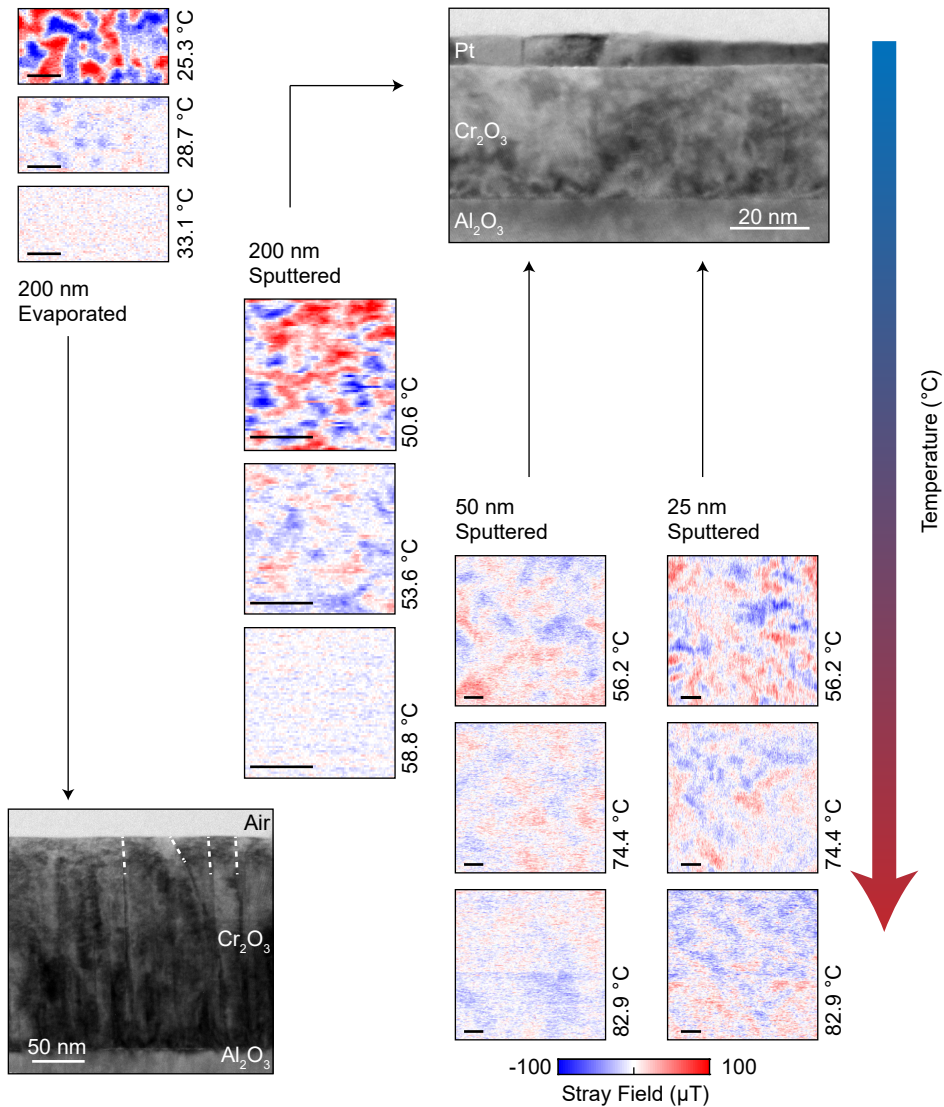 25.3 °C
28.7 °C
33.1 °C
200 nm
Evaporated
200 nm
Sputtered
50.6 °C
53.6 °C
58.8 °C
Pt
Cr₂O₃
Al₂O₃
20 nm
50 nm
Sputtered
25 nm
Sputtered
56.2 °C
56.2 °C
74.4 °C
74.4 °C
82.9 °C
82.9 °C
Temperature (°C)
Air
Cr₂O₃
Al₂O₃
50 nm
-100
100
Stray Field (µT)